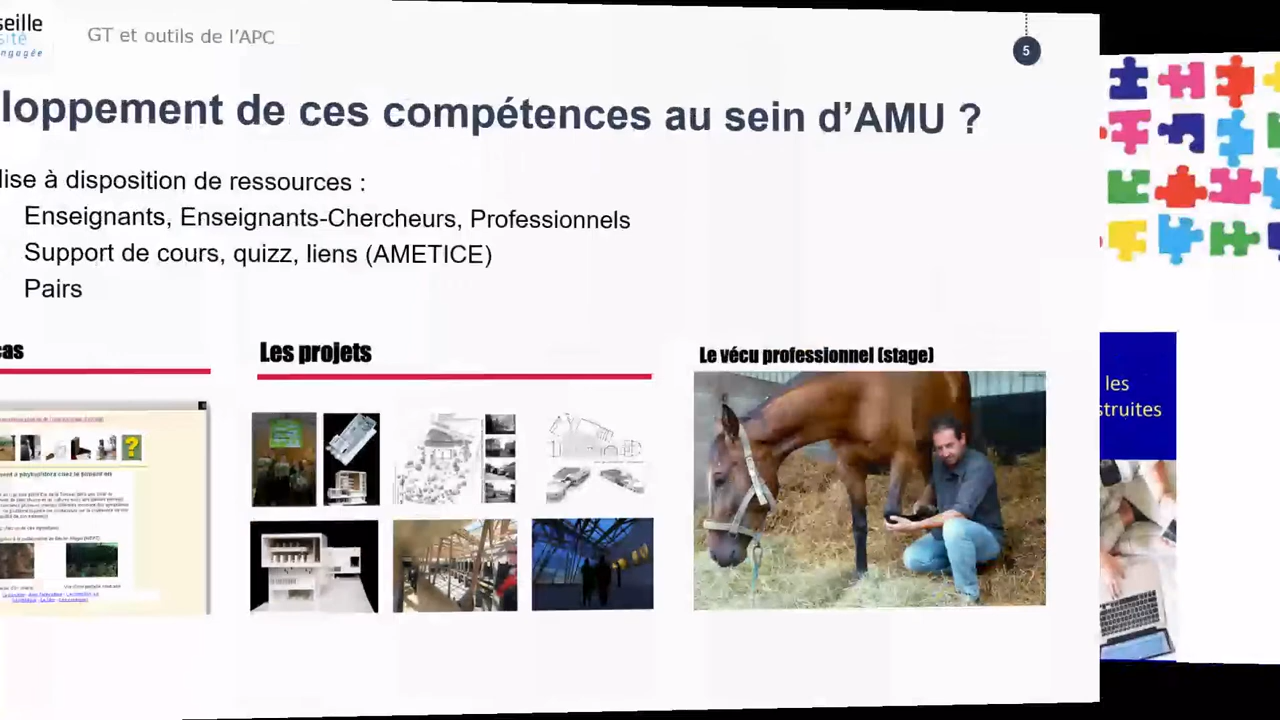 seille
sité
engagée
GT et outils de l'APC
5
loppement de ces compétences au sein d'AMU ?
lise à disposition de ressources :
Enseignants, Enseignants-Chercheurs, Professionnels
Support de cours, quizz, liens (AMETICE)
Pairs
cas
Les projets
Le vécu professionnel (stage)
les
struites